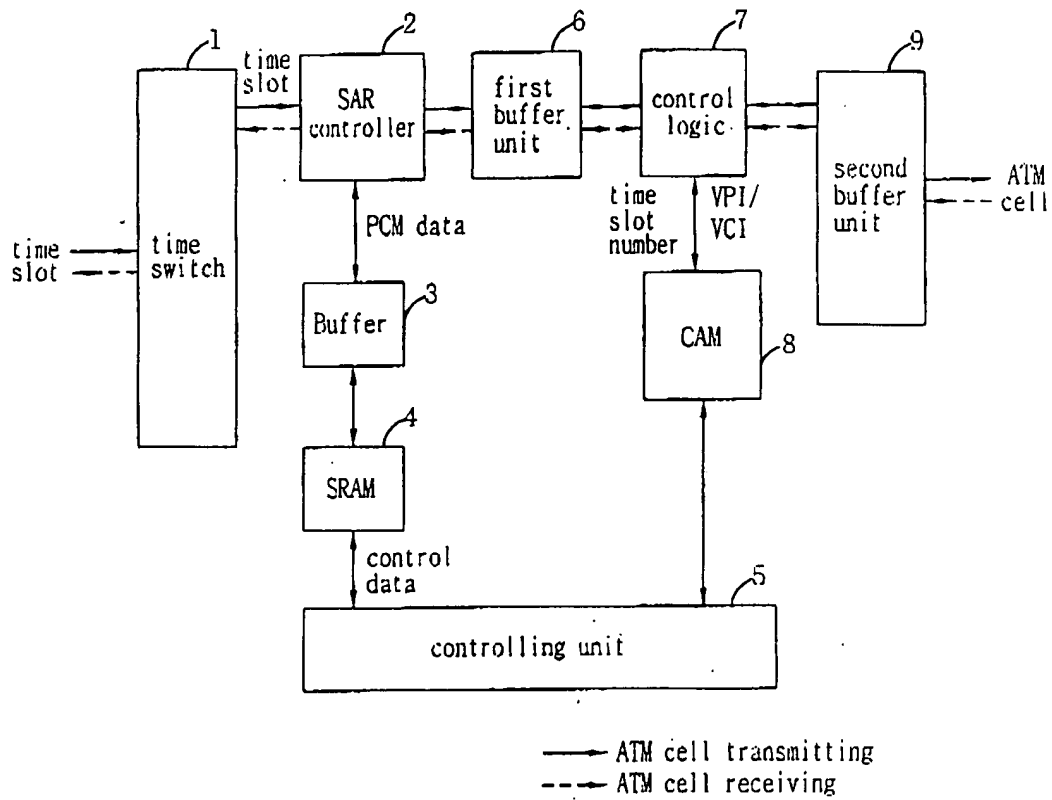 1
2
6
7
9
time
slot
SAR
controller
first
buffer
unit
control
logic
second
buffer
unit
ATM
cell
time
slot
time
switch
PCM data
time
slot
number
VPI/
VCI
3
Buffer
CAM
8
4
SRAM
control
data
5
controlling unit
ATM cell transmitting
ATM cell receiving